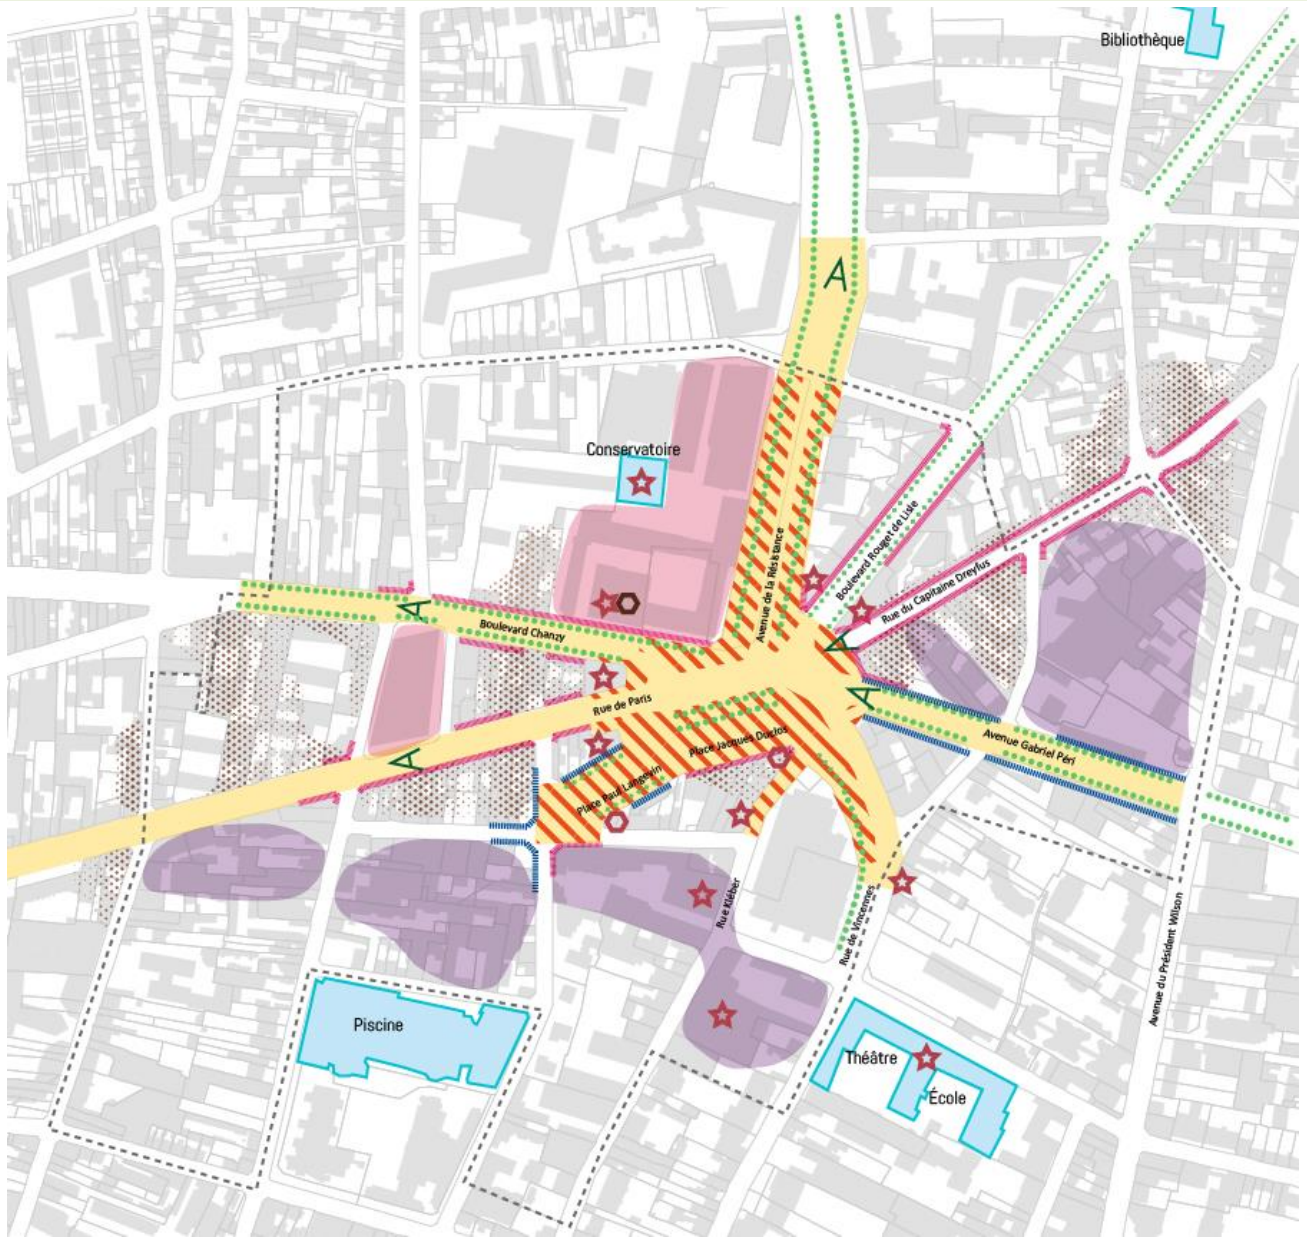 Bibliothèque
A
Conservatoire
Avenue de la Résistance
Boulevard Rouget de Lisle
Rue du Capitaine Dreyfus
A
Boulevard Chanzy
A
A
Rue de Paris
Place Jacques Duclos
Avenue Gabriel Péri
A
Place Paul Langevin
Rue Kléber
Rue de Vincennes
Avenue du Président Wilson
Piscine
Théâtre
École